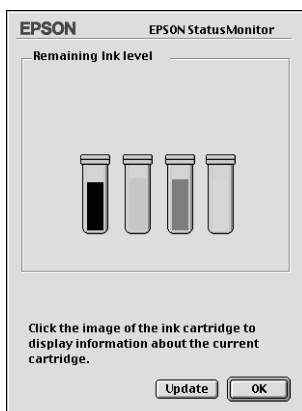 EPSON EPSON StatusMonitor
Remaining Ink level
Click the image of the ink cartridge to
display information about the current
cartridge.
Update OK